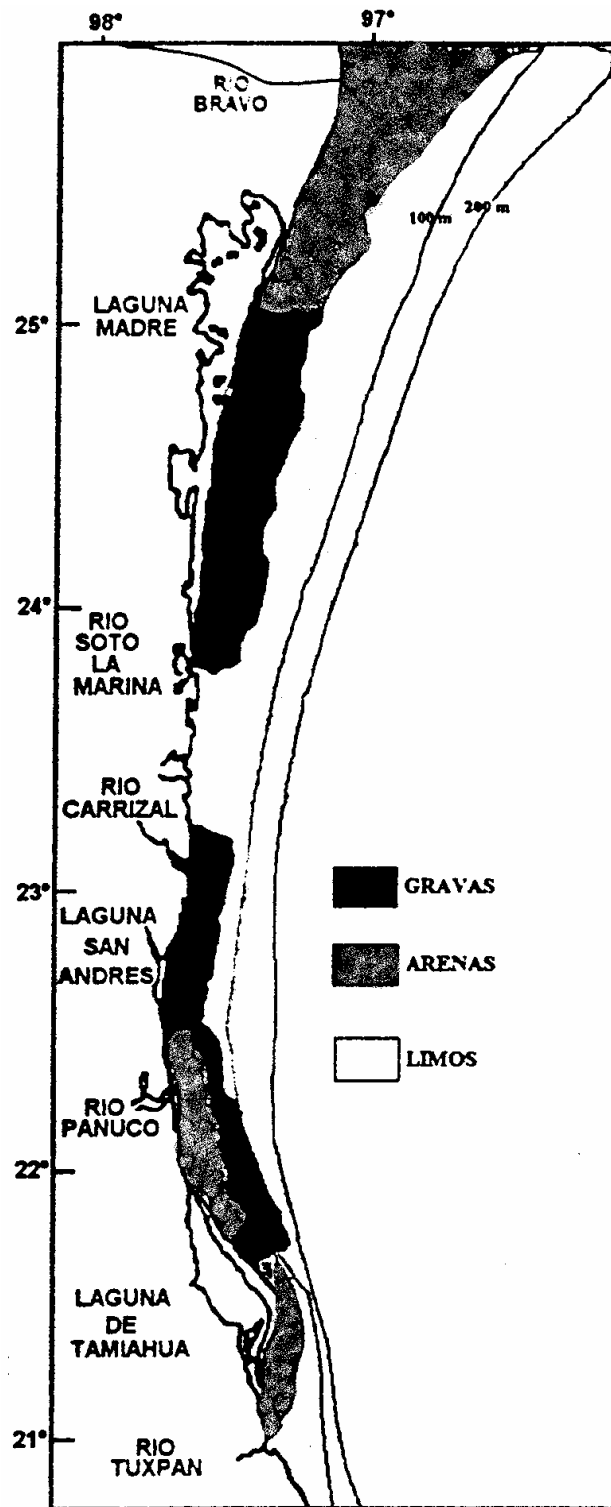 98° 97°
RIO
BRAVO
100 m 200 m
LAGUNA
MADRE
25°
24°
RIO
SOTO
LA
MARINA
RIO
CARRIZAL
23°
GRAVAS
LAGUNA
SAN
ANDRES
ARENAS
LIMOS
RIO
PANUCO
22°
LAGUNA
DE
TAMIAHUA
21°
RIO
TUXPAN